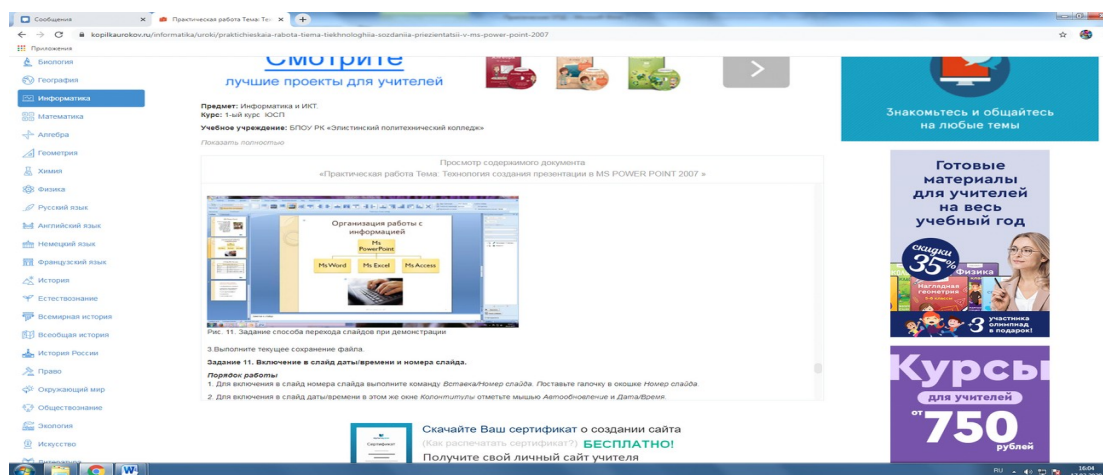 Сообщения
Практическая работа Тема: Тех
kopilkaurokov.ru/informatika/uroki/praktichieskaia-rabota-tiema-tiekhnologhiia-sozdaniia-priezientatsii-v-ms-power-point-2007
Приложения
Биология
География
Информатика
Математика
Алгебра
Геометрия
Химия
Физика
Русский язык
Английский язык
Немецкий язык
Французский язык
История
Естествознание
Всемирная история
Всеобщая история
История России
Право
Окружающий мир
Обществознание
Экология
Искусство
Литература
Смотрите
лучшие проекты для учителей
Предмет: Информатика и ИКТ.
Курс: 1-ый курс ЮСП
Учебное учреждение: БПОУ РК «Элистинский политехнический колледж»
Показать полностью
Просмотр содержимого документа
«Практическая работа Тема: Технология создания презентации в MS POWER POINT 2007 »
Организация работы с
информацией
Ms
PowerPoint
Ms Word
Ms Excel
Ms Access
Рис. 11. Задание способа перехода слайдов при демонстрации
3.Выполните текущее сохранение файла.
Задание 11. Включение в слайд даты/времени и номера слайда.
Порядок работы
1. Для включения в слайд номера слайда выполните команду Вставка/Номер слайда. Поставьте галочку в окошке Номер слайда.
2. Для включения в слайд даты/времени в этом же окне Колонтитулы отметьте мышью Автообновление и Дата/Время.
Сертификат
Скачайте Ваш сертификат о создании сайта
(Как распечатать сертификат?) БЕСПЛАТНО!
Получите свой личный сайт учителя
Знакомьтесь и общайтесь
на любые темы
Готовые
материалы
для учителей
на весь
учебный год
скидки
35%
Физика
Наглядная
геометрия
3 участника
олимпиад
в подарок!
Курсы
для учителей
от
750
рублей
RU
16:04